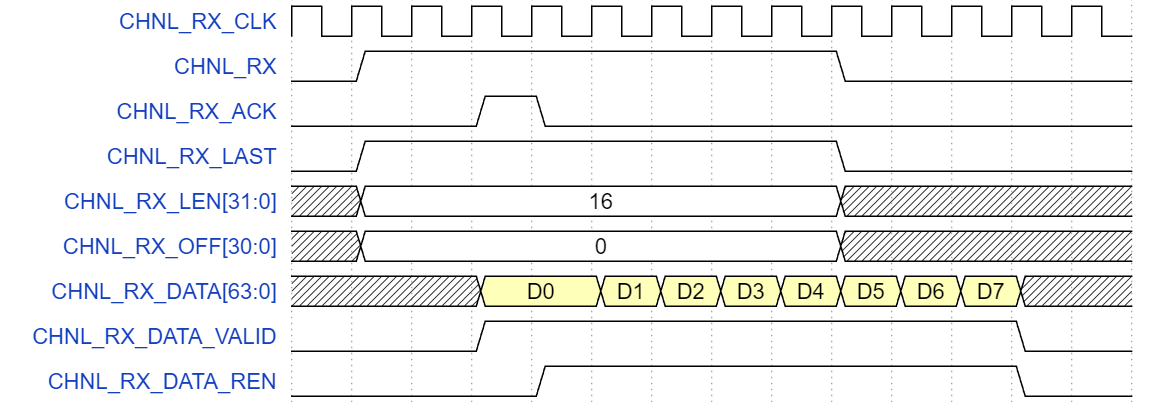 CHNL_RX_CLK
CHNL_RX
CHNL_RX_ACK
CHNL_RX_LAST
CHNL_RX_LEN[31:0] 16
CHNL_RX_OFF[30:0] 0
CHNL_RX_DATA[63:0] D0 D1 D2 D3 D4 D5 D6 D7
CHNL_RX_DATA_VALID
CHNL_RX_DATA_REN